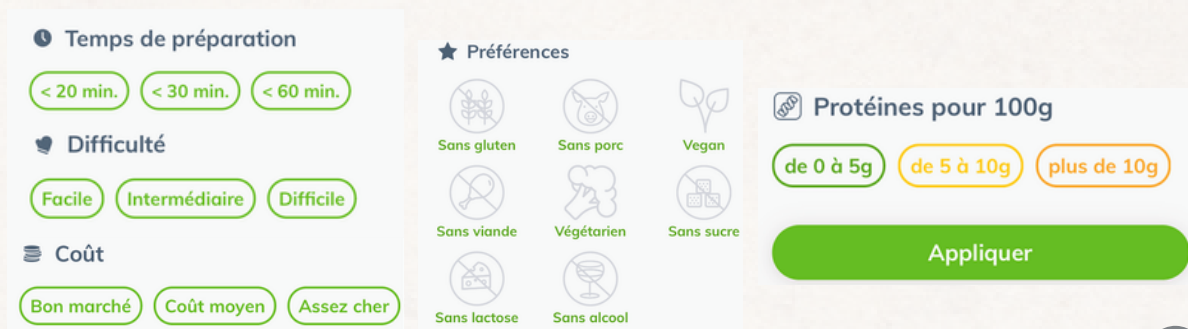 Temps de préparation
< 20 min. < 30 min. < 60 min.
Difficulté
Facile Intermédiaire Difficile
Coût
Bon marché Coût moyen Assez cher
Préférences
Sans gluten Sans porc Vegan
Sans viande Végétarien Sans sucre
Sans lactose Sans alcool
Protéines pour 100g
de 0 à 5g de 5 à 10g plus de 10g
Appliquer